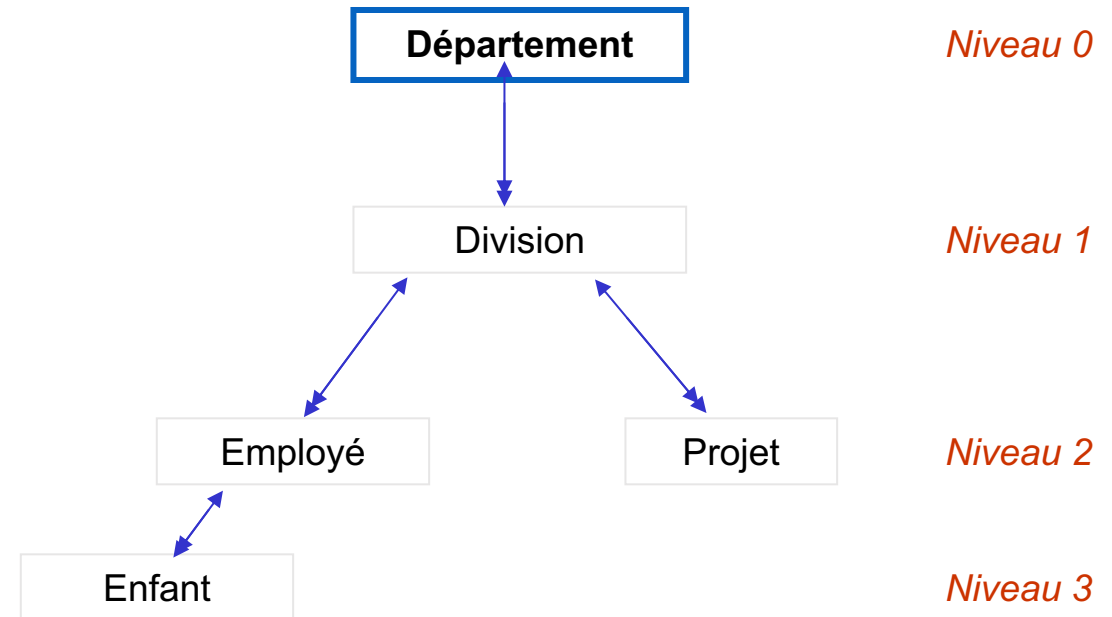 Département
Niveau 0
Division
Niveau 1
Employé
Projet
Niveau 2
Enfant
Niveau 3